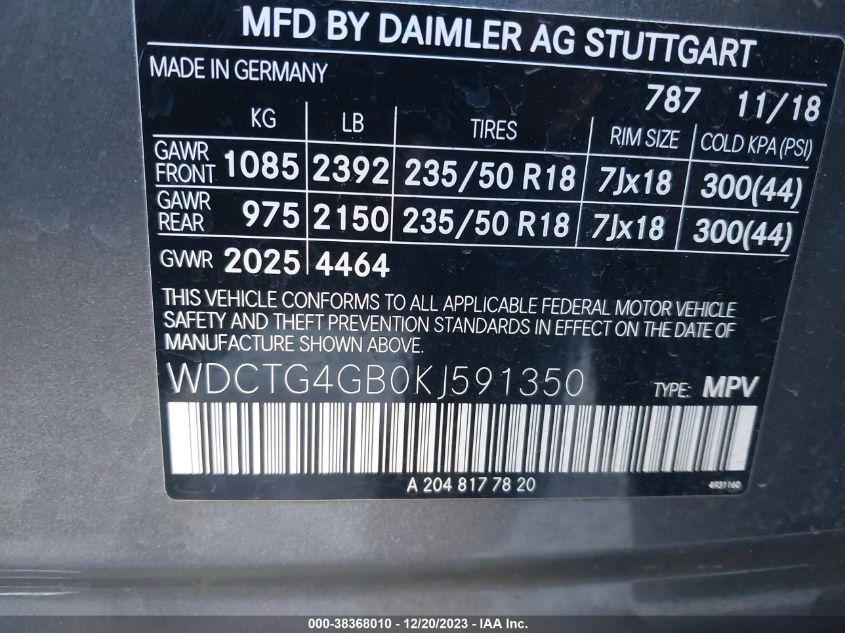 MFD BY DAIMLER AG STUTTGART
MADE IN GERMANY
787 11/18
KG LB TIRES RIM SIZE COLD KPA (PSI)
GAWR FRONT 1085 2392 235/50 R18 7Jx18 300(44)
GAWR REAR 975 2150 235/50 R18 7Jx18 300(44)
GVWR 2025 4464
THIS VEHICLE CONFORMS TO ALL APPLICABLE FEDERAL MOTOR VEHICLE
SAFETY AND THEFT PREVENTION STANDARDS IN EFFECT ON THE DATE OF
MANUFACTURE SHOWN ABOVE.
WDCTG4GB0KJ591350 TYPE: MPV
A 204 817 78 20
4931160
000-38368010 – 12/20/2023 – IAA Inc.